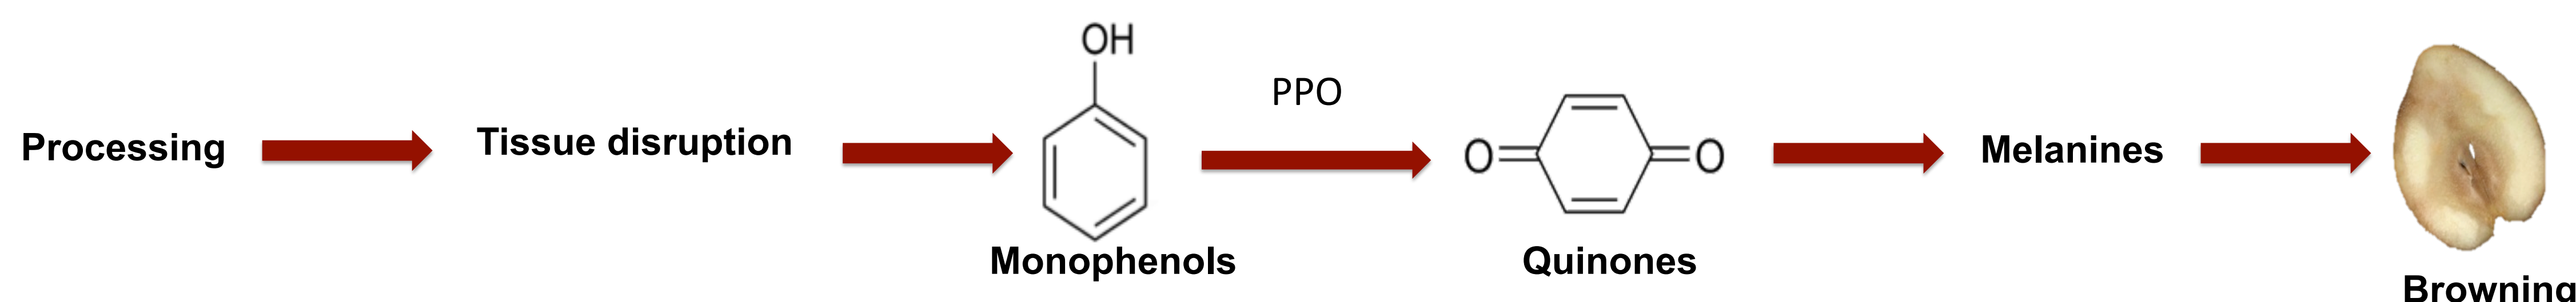 Processing
Tissue disruption
OH
Monophenols
PPO
O
O
Quinones
Melanines
Browning